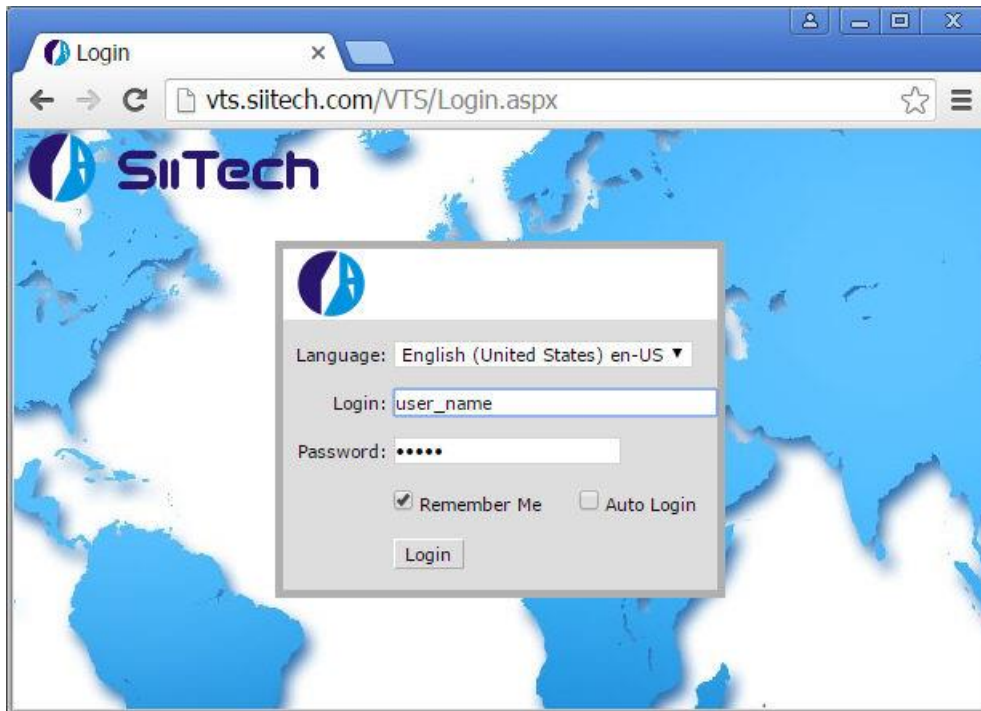 Login
vts.siitech.com/VTS/Login.aspx
SiiTech
Language: English (United States) en-US
Login: user_name
Password: •••••
Remember Me Auto Login
Login